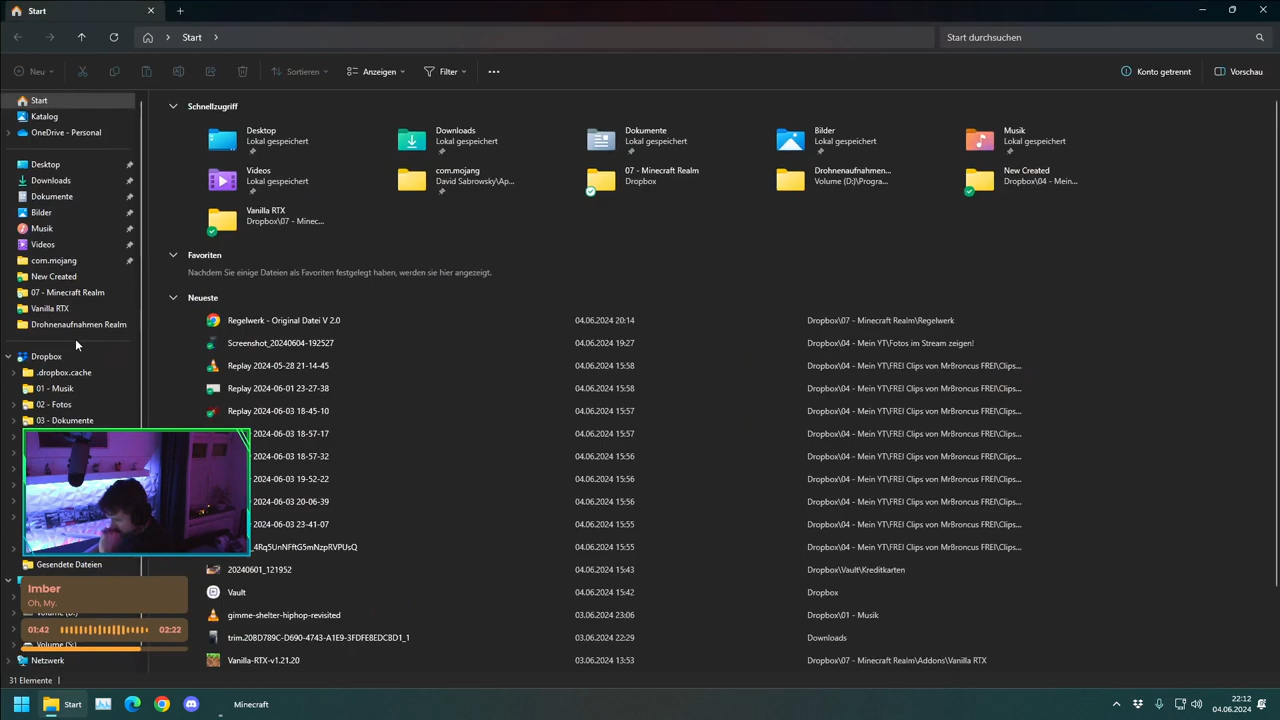 Start
Start
Start durchsuchen
Neu
Sortieren
Anzeigen
Filter
Konto getrennt
Vorschau
Start
Katalog
OneDrive - Personal
Desktop
Downloads
Dokumente
Bilder
Musik
Videos
com.mojang
New Created
07 - Minecraft Realm
Vanilla RTX
Drohnenaufnahmen Realm
Dropbox
.dropbox.cache
01 - Musik
02 - Fotos
03 - Dokumente
Gesendete Dateien
Netzwerk
Schnellzugriff
Desktop
Lokal gespeichert
Downloads
Lokal gespeichert
Dokumente
Lokal gespeichert
Bilder
Lokal gespeichert
Musik
Lokal gespeichert
Videos
Lokal gespeichert
com.mojang
David Sabrowsky\Ap...
07 - Minecraft Realm
Dropbox
Drohnenaufnahmen...
Volume (D:)\Progra...
New Created
Dropbox\04 - Mein...
Vanilla RTX
Dropbox\07 - Minec...
Favoriten
Nachdem Sie einige Dateien als Favoriten festgelegt haben, werden sie hier angezeigt.
Neueste
Regelwerk - Original Datei V 2.0 04.06.2024 20:14 Dropbox\07 - Minecraft Realm\Regelwerk
Screenshot_20240604-192527 04.06.2024 19:27 Dropbox\04 - Mein YT\Fotos im Stream zeigen!
Replay 2024-05-28 21-14-45 04.06.2024 15:58 Dropbox\04 - Mein YT\FREI Clips von MrBroncus FREI\Clips...
Replay 2024-06-01 23-27-38 04.06.2024 15:58 Dropbox\04 - Mein YT\FREI Clips von MrBroncus FREI\Clips...
Replay 2024-06-03 18-45-10 04.06.2024 15:57 Dropbox\04 - Mein YT\FREI Clips von MrBroncus FREI\Clips...
2024-06-03 18-57-17 04.06.2024 15:57 Dropbox\04 - Mein YT\FREI Clips von MrBroncus FREI\Clips...
2024-06-03 18-57-32 04.06.2024 15:56 Dropbox\04 - Mein YT\FREI Clips von MrBroncus FREI\Clips...
2024-06-03 19-52-22 04.06.2024 15:56 Dropbox\04 - Mein YT\FREI Clips von MrBroncus FREI\Clips...
2024-06-03 20-06-39 04.06.2024 15:56 Dropbox\04 - Mein YT\FREI Clips von MrBroncus FREI\Clips...
2024-06-03 23-41-07 04.06.2024 15:55 Dropbox\04 - Mein YT\FREI Clips von MrBroncus FREI\Clips...
_4Rq5UnNFftG5mNzpRVPUsQ 04.06.2024 15:55 Dropbox\04 - Mein YT\FREI Clips von MrBroncus FREI\Clips...
20240601_121952 04.06.2024 15:43 Dropbox\Vault\Kreditkarten
Vault 04.06.2024 15:42 Dropbox
gimme-shelter-hiphop-revisited 03.06.2024 23:06 Dropbox\01 - Musik
trim.20BD789C-D690-4743-A1E9-3FDFE8EDCBD1_1 03.06.2024 22:29 Downloads
Vanilla-RTX-v1.21.20 03.06.2024 13:53 Dropbox\07 - Minecraft Realm\Addons\Vanilla RTX
Imber
Oh, My.
01:42 02:22
31 Elemente
Start
Minecraft
22:12
04.06.2024